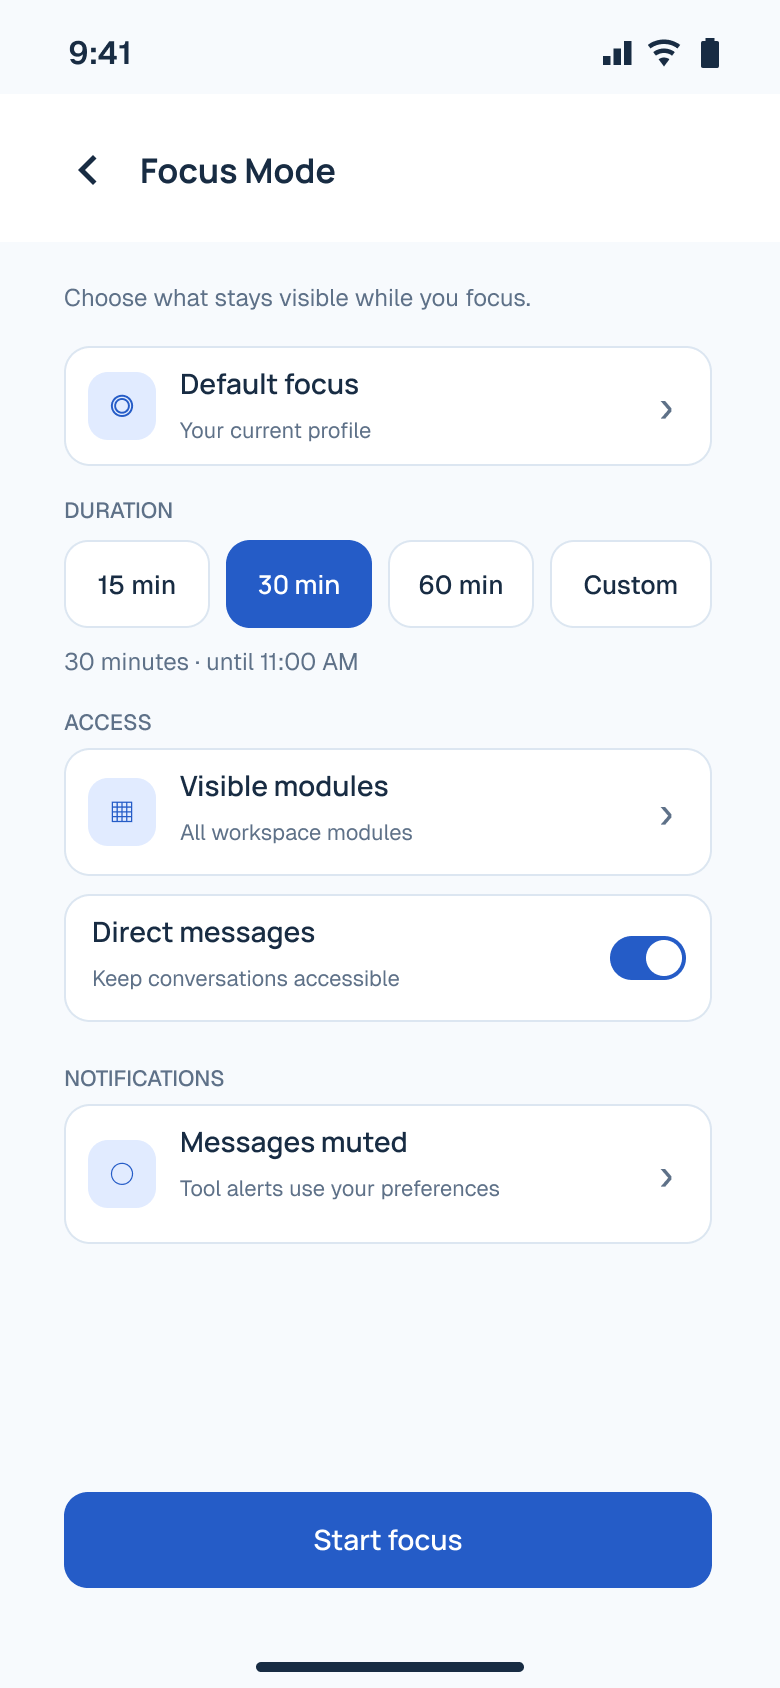 9:41
Focus Mode
Choose what stays visible while you focus.
Default focus
Your current profile
DURATION
15 min
30 min
60 min
Custom
30 minutes · until 11:00 AM
ACCESS
Visible modules
All workspace modules
Direct messages
Keep conversations accessible
NOTIFICATIONS
Messages muted
Tool alerts use your preferences
Start focus